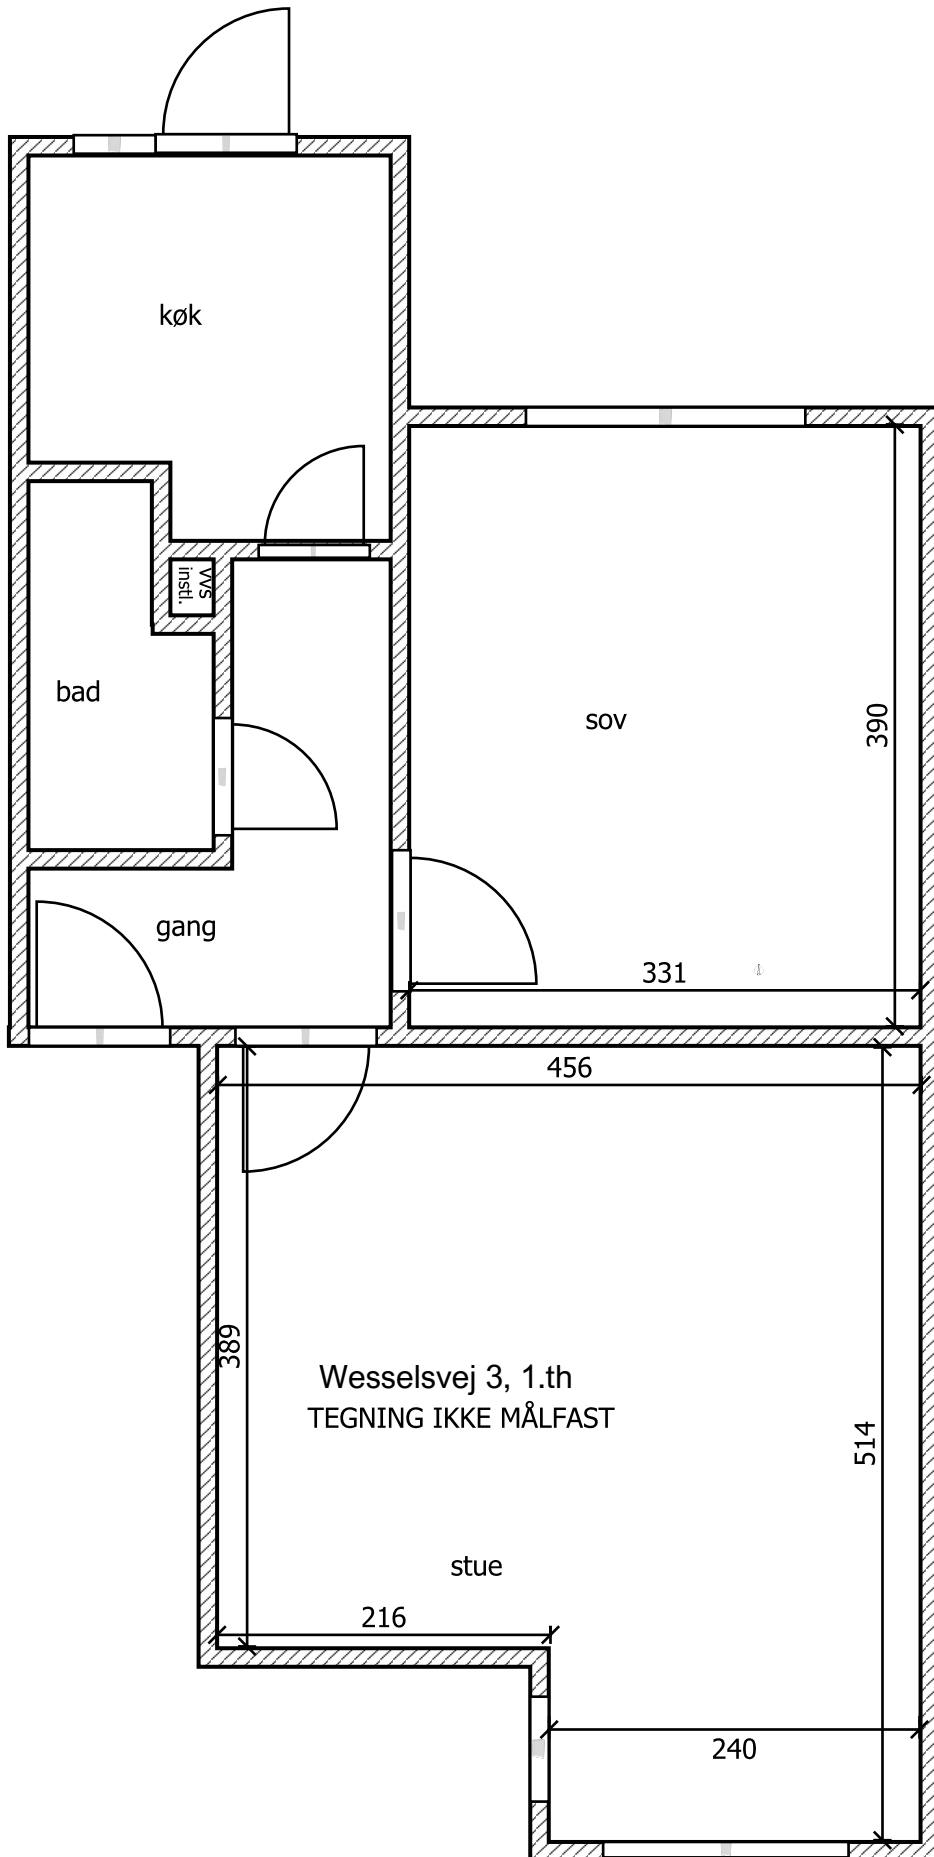 køk
VVS
instl.
bad
sov
390
gang
331
456
389
Wesselsvej 3, 1.th
TEGNING IKKE MÅLFAST
514
stue
216
240